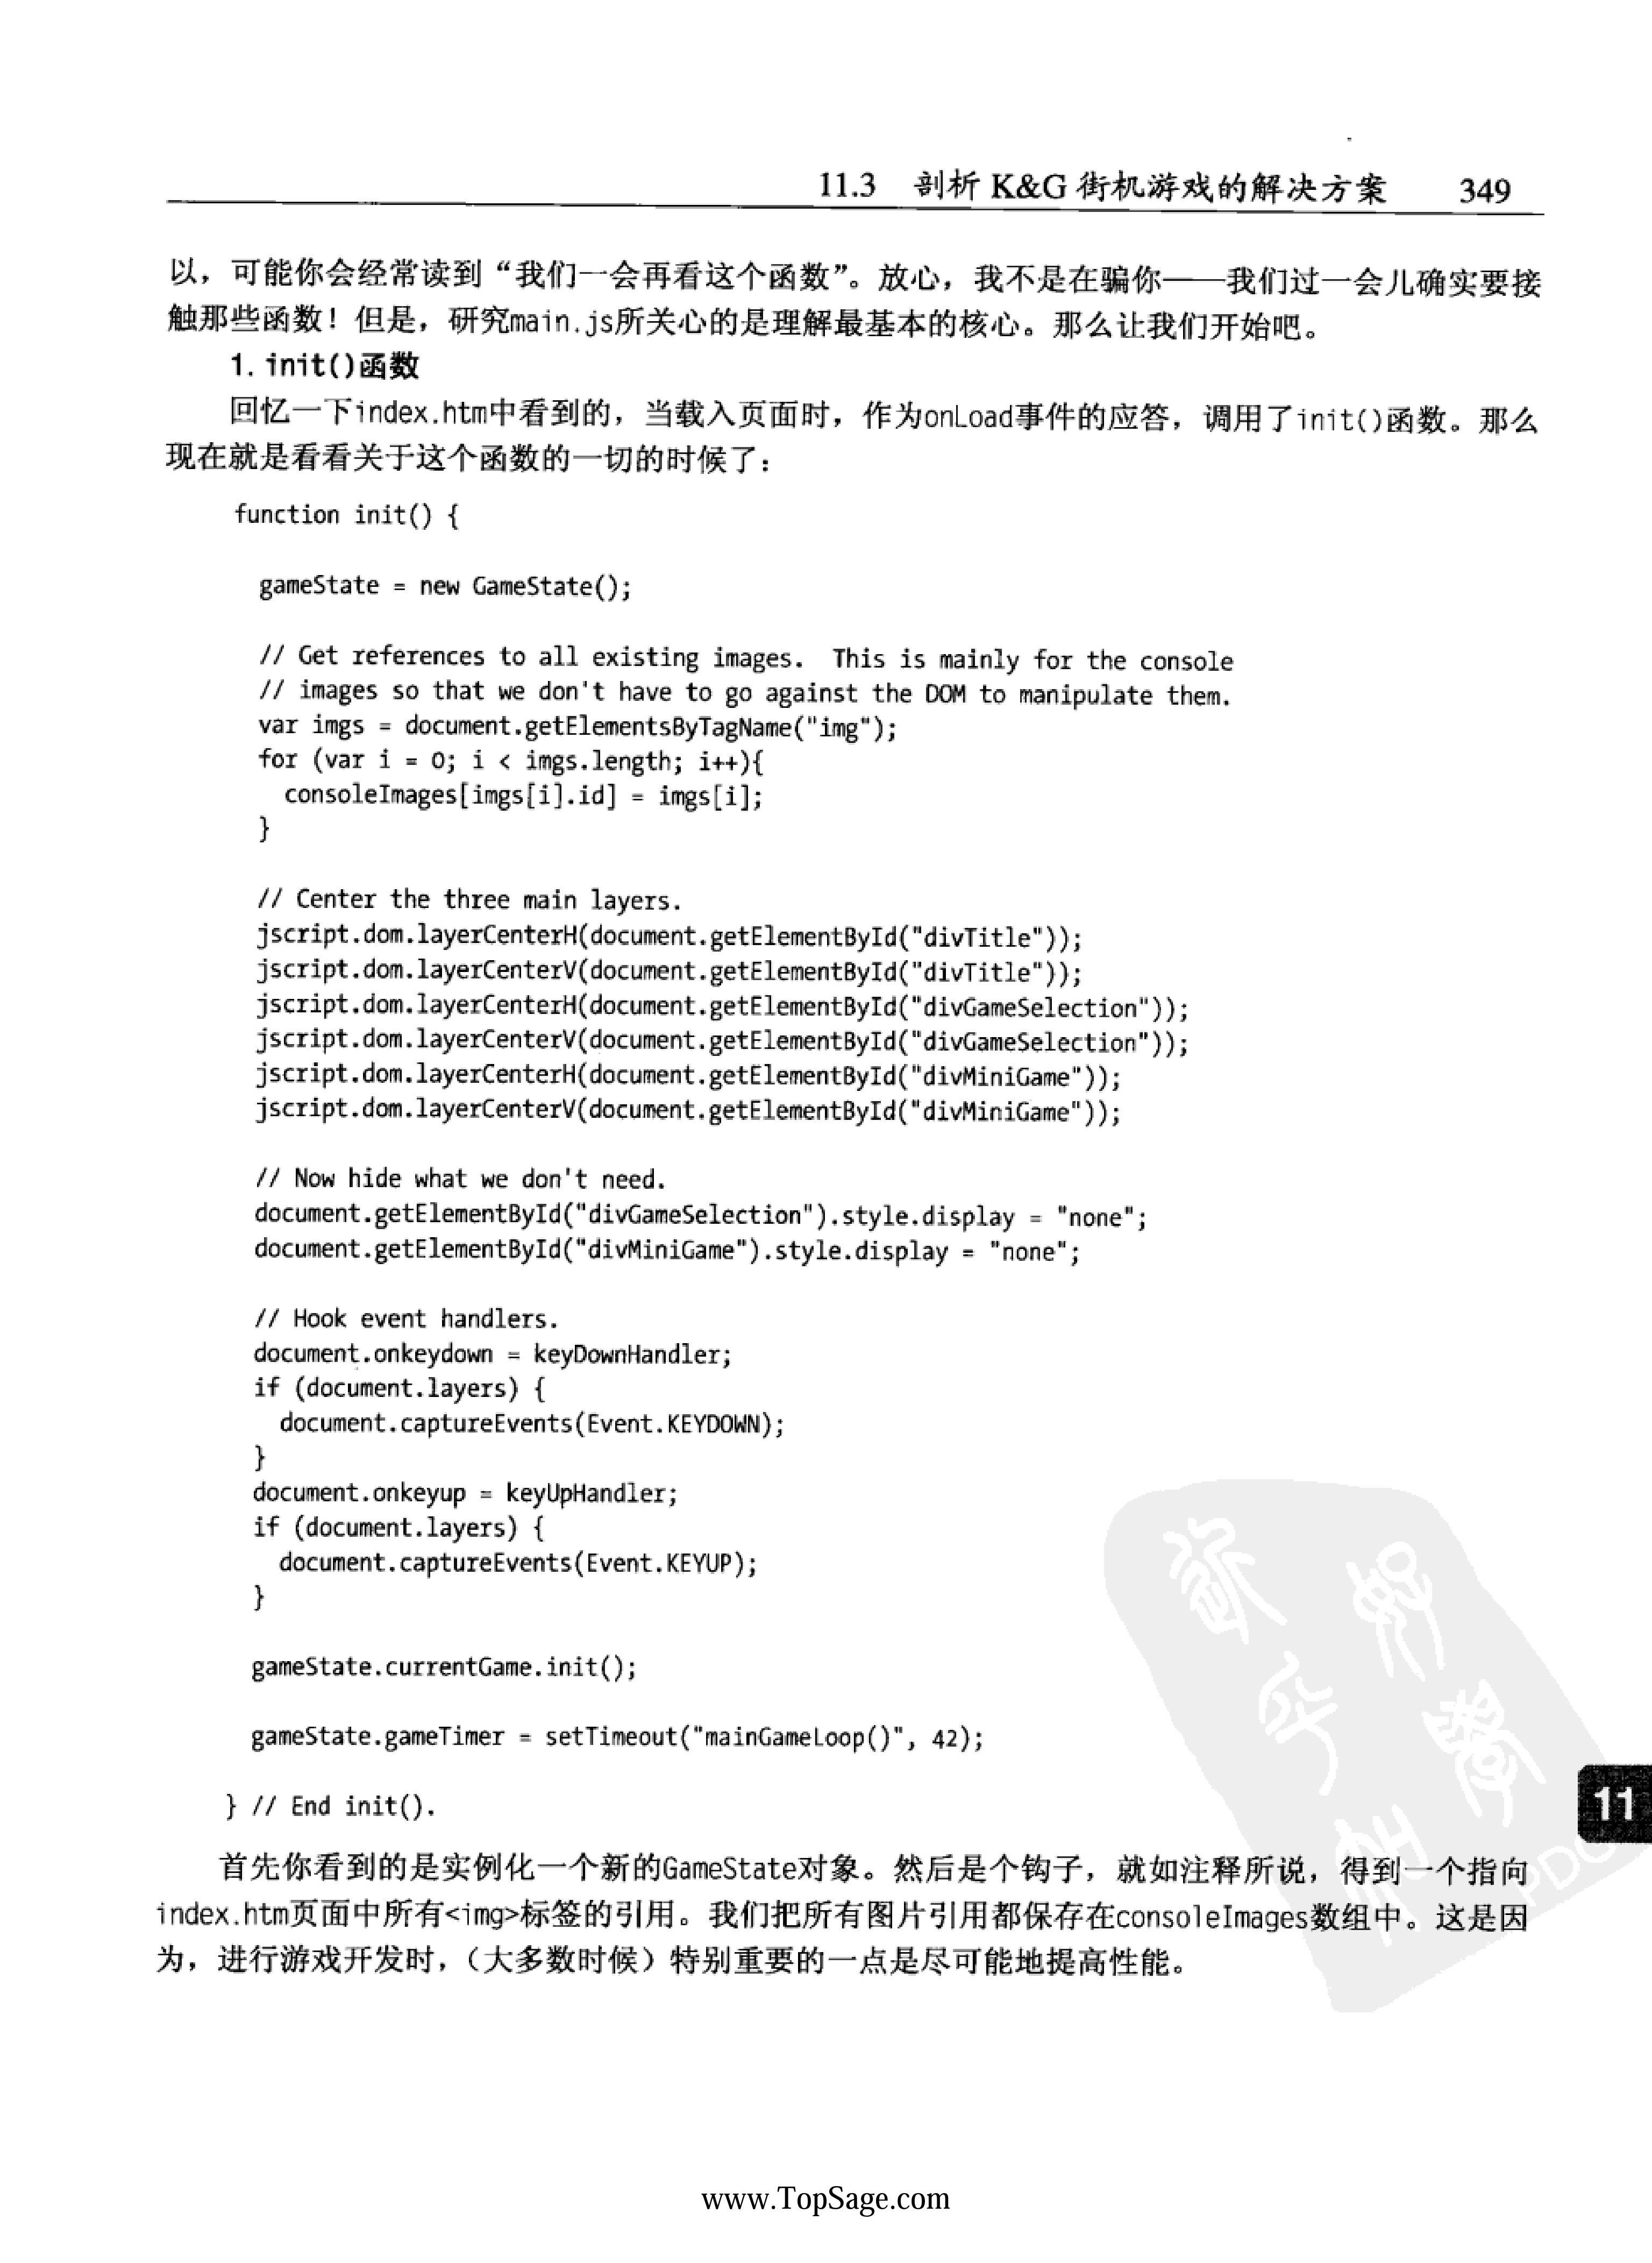 11.3 剖析 K&G 街机游戏的解决方案 349
以，可能你会经常读到“我们一会再看这个函数”。放心，我不是在骗你——我们过一会儿确实要接
触那些函数！但是，研究main.js所关心的是理解最基本的核心。那么让我们开始吧。
1. init()函数
回忆一下index.htm中看到的，当载入页面时，作为onLoad事件的应答，调用了init()函数。那么
现在就是看看关于这个函数的一切的时候了：
function init() {
gameState = new GameState();
// Get references to all existing images.  This is mainly for the console
// images so that we don't have to go against the DOM to manipulate them.
var imgs = document.getElementsByTagName("img");
for (var i = 0; i < imgs.length; i++){
consoleImages[imgs[i].id] = imgs[i];
}
// Center the three main layers.
jscript.dom.layerCenterH(document.getElementById("divTitle"));
jscript.dom.layerCenterV(document.getElementById("divTitle"));
jscript.dom.layerCenterH(document.getElementById("divGameSelection"));
jscript.dom.layerCenterV(document.getElementById("divGameSelection"));
jscript.dom.layerCenterH(document.getElementById("divMiniGame"));
jscript.dom.layerCenterV(document.getElementById("divMiniGame"));
// Now hide what we don't need.
document.getElementById("divGameSelection").style.display = "none";
document.getElementById("divMiniGame").style.display = "none";
// Hook event handlers.
document.onkeydown = keyDownHandler;
if (document.layers) {
document.captureEvents(Event.KEYDOWN);
}
document.onkeyup = keyUpHandler;
if (document.layers) {
document.captureEvents(Event.KEYUP);
}
gameState.currentGame.init();
gameState.gameTimer = setTimeout("mainGameLoop()", 42);
} // End init().
11
首先你看到的是实例化一个新的GameState对象。然后是个钩子，就如注释所说，得到一个指向
index.htm页面中所有<img>标签的引用。我们把所有图片引用都保存在consoleImages数组中。这是因
为，进行游戏开发时，（大多数时候）特别重要的一点是尽可能地提高性能。
www.TopSage.com